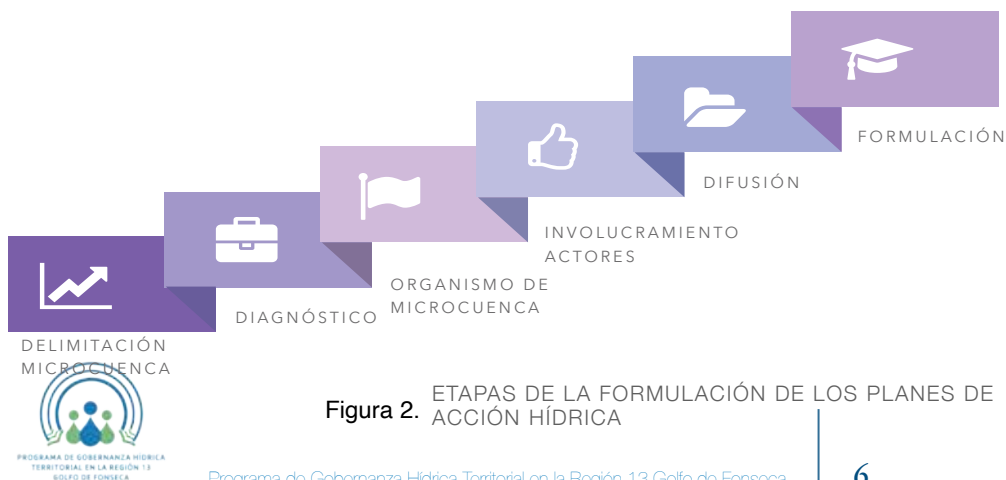 FORMULACIÓN
DIFUSIÓN
INVOLUCRAMIENTO
ACTORES
ORGANISMO DE
MICROCUENCA
DIAGNÓSTICO
DELIMITACIÓN
MICROCUENCA
Figura 2. ETAPAS DE LA FORMULACIÓN DE LOS PLANES DE
ACCIÓN HÍDRICA
PROGRAMA DE GOBERNANZA HÍDRICA
TERRITORIAL EN LA REGIÓN 13
GOLFO DE FONSECA
Programa de Gobernanza Hídrica Territorial en la Región 13 Golfo de Fonseca
6